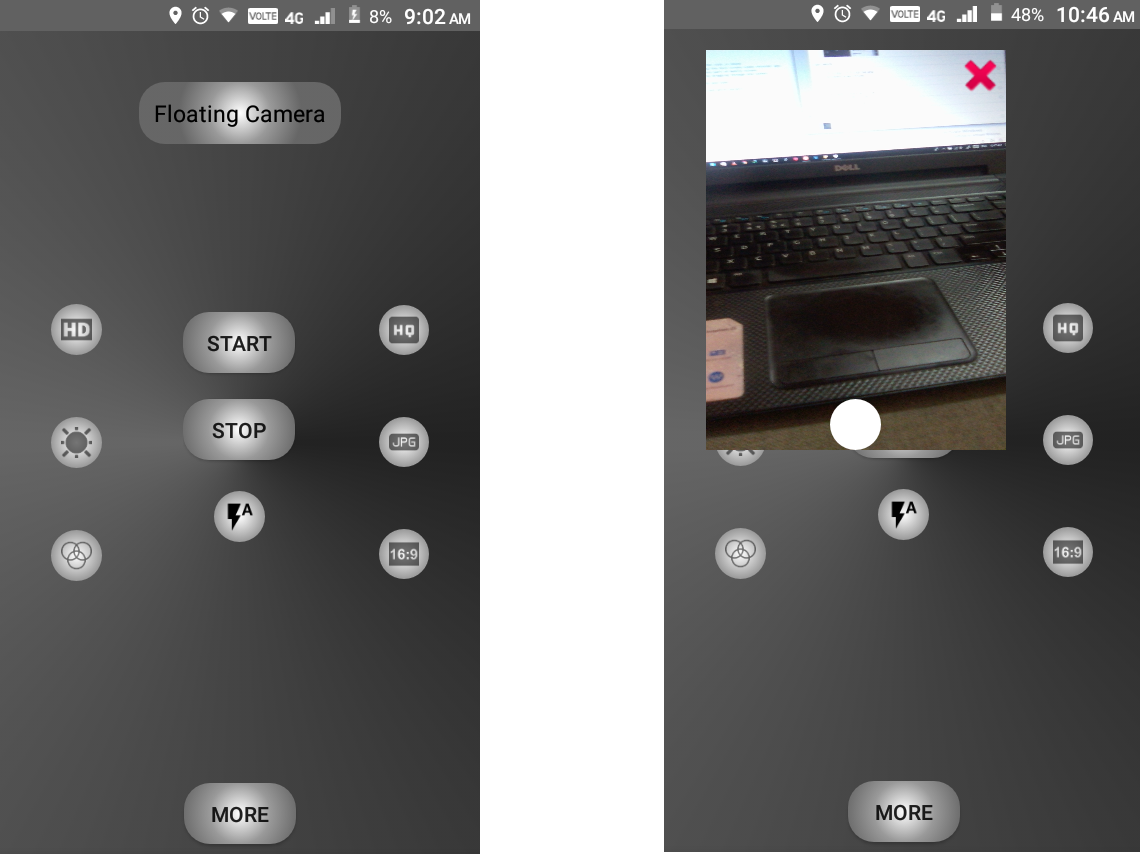 VOLTE 4G 8% 9:02 AM
Floating Camera
HD
START
HQ
STOP
JPG
A
16:9
MORE
VOLTE 4G 48% 10:46 AM
DELL
HQ
JPG
A
16:9
MORE